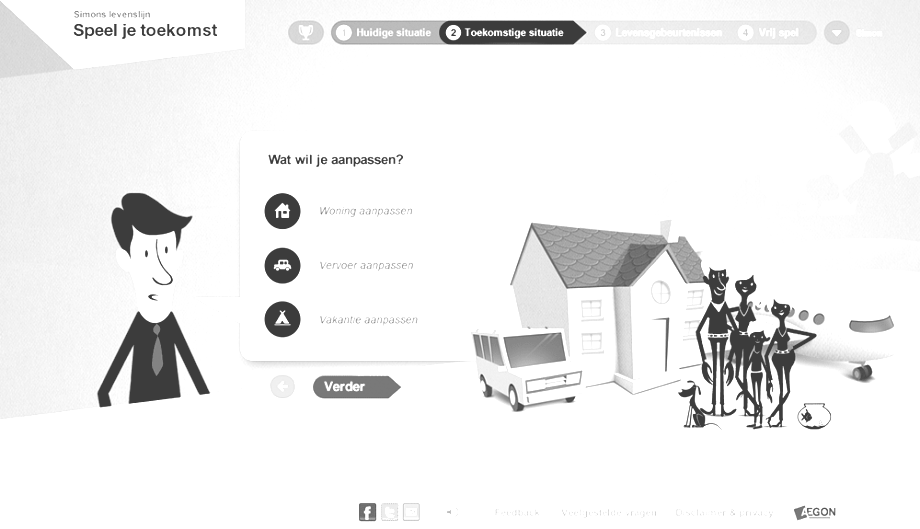 Simons levenslijn
Speel je toekomst
1 Huidige situatie
2 Toekomstige situatie
3 Levensgebeurtenissen
4 Vrij spel
Menu
Wat wil je aanpassen?
Woning aanpassen
Vervoer aanpassen
Vakantie aanpassen
Verder
Feedback
Veelgestelde vragen
Disclaimer & privacy
AEGON